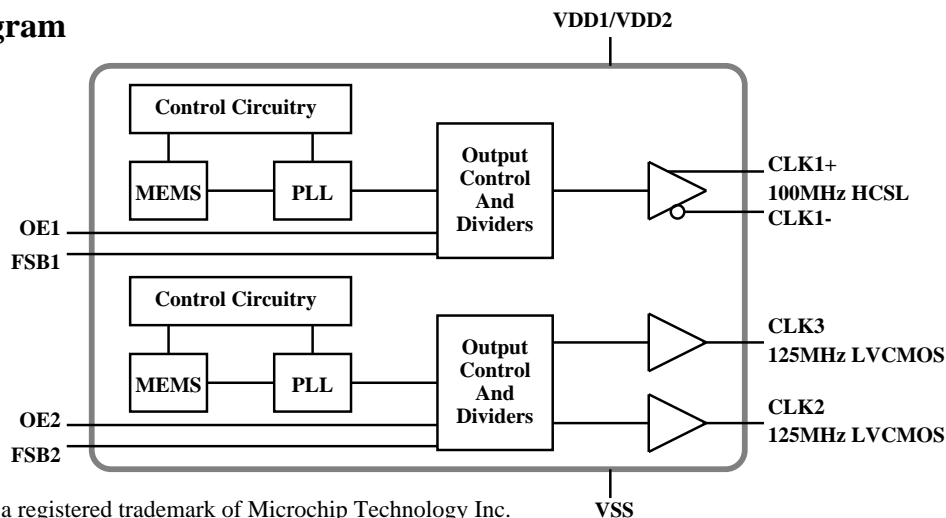 gram
VDD1/VDD2
Control Circuitry
MEMS
PLL
Output
Control
And
Dividers
CLK1+
100MHz HCSL
CLK1-
OE1
FSB1
Control Circuitry
MEMS
PLL
Output
Control
And
Dividers
CLK3
125MHz LVCMOS
CLK2
125MHz LVCMOS
OE2
FSB2
VSS
a registered trademark of Microchip Technology Inc.